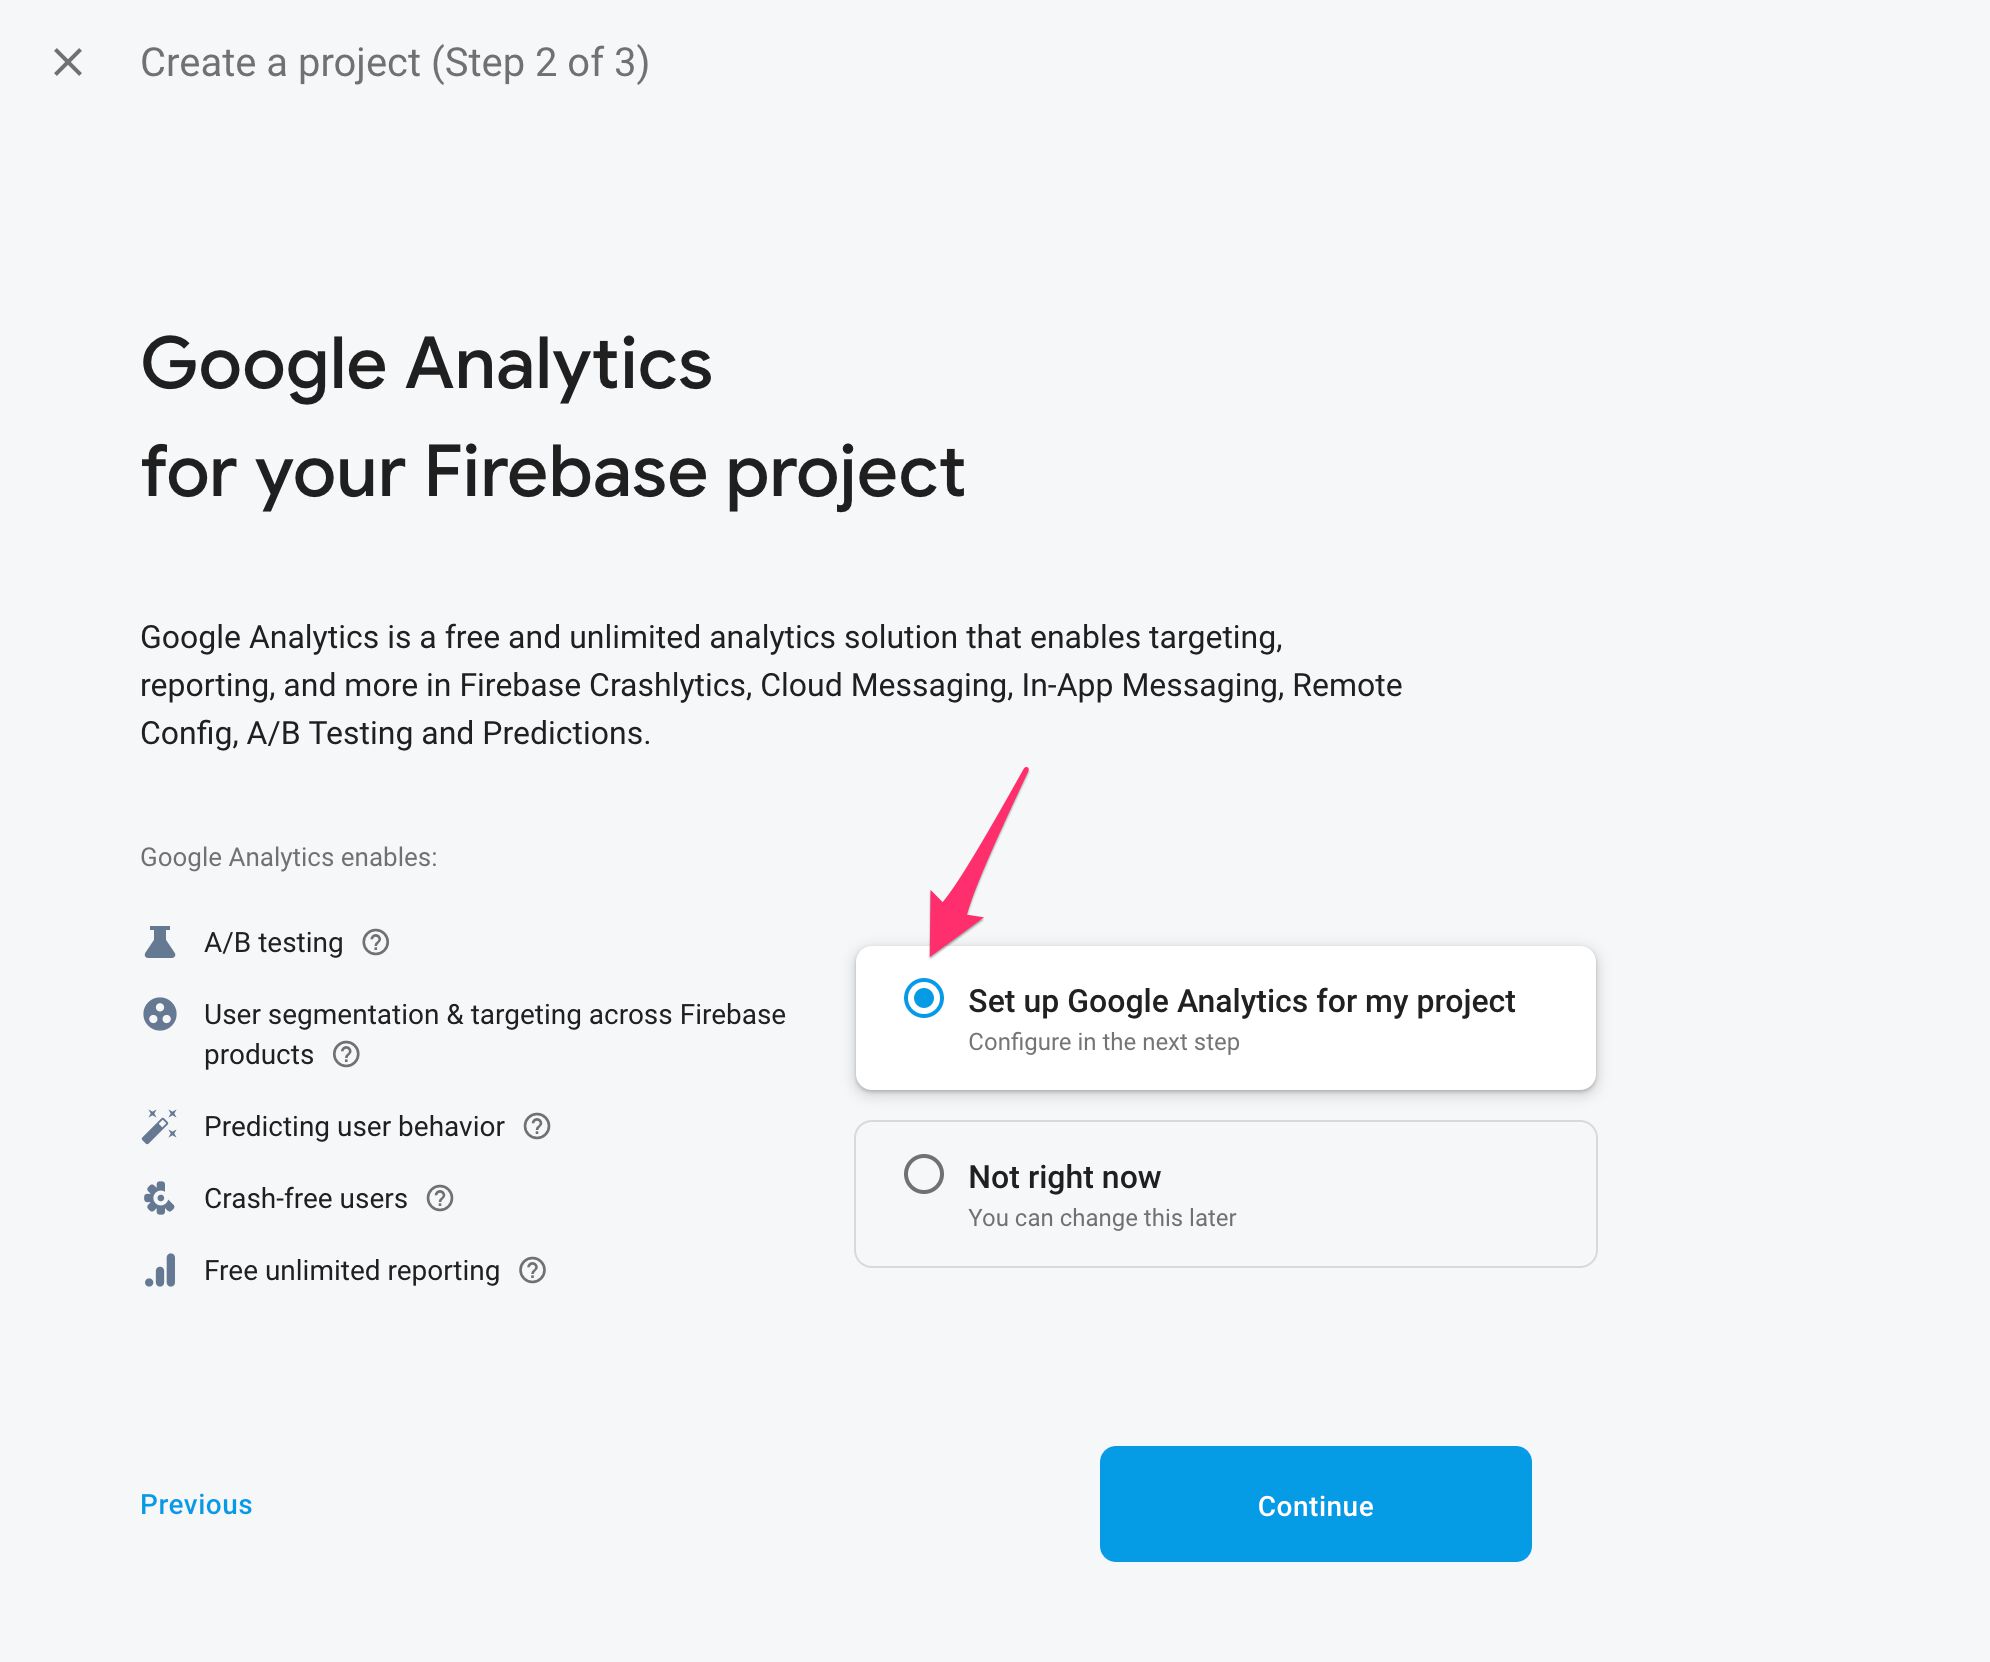 Create a project (Step 2 of 3)
Google Analytics
for your Firebase project
Google Analytics is a free and unlimited analytics solution that enables targeting,
reporting, and more in Firebase Crashlytics, Cloud Messaging, In-App Messaging, Remote
Config, A/B Testing and Predictions.
Google Analytics enables:
A/B testing
User segmentation & targeting across Firebase
products
Predicting user behavior
Crash-free users
Free unlimited reporting
Set up Google Analytics for my project
Configure in the next step
Not right now
You can change this later
Previous
Continue